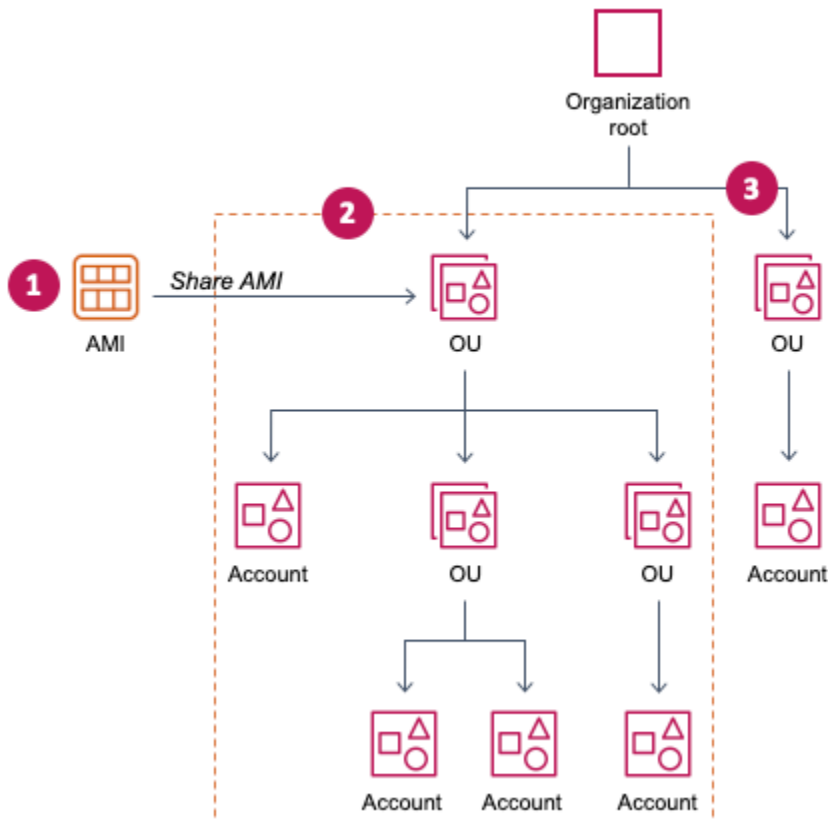 Organization
root
3
2
1
Share AMI
AMI
OU
OU
Account
OU
OU
Account
Account
Account
Account